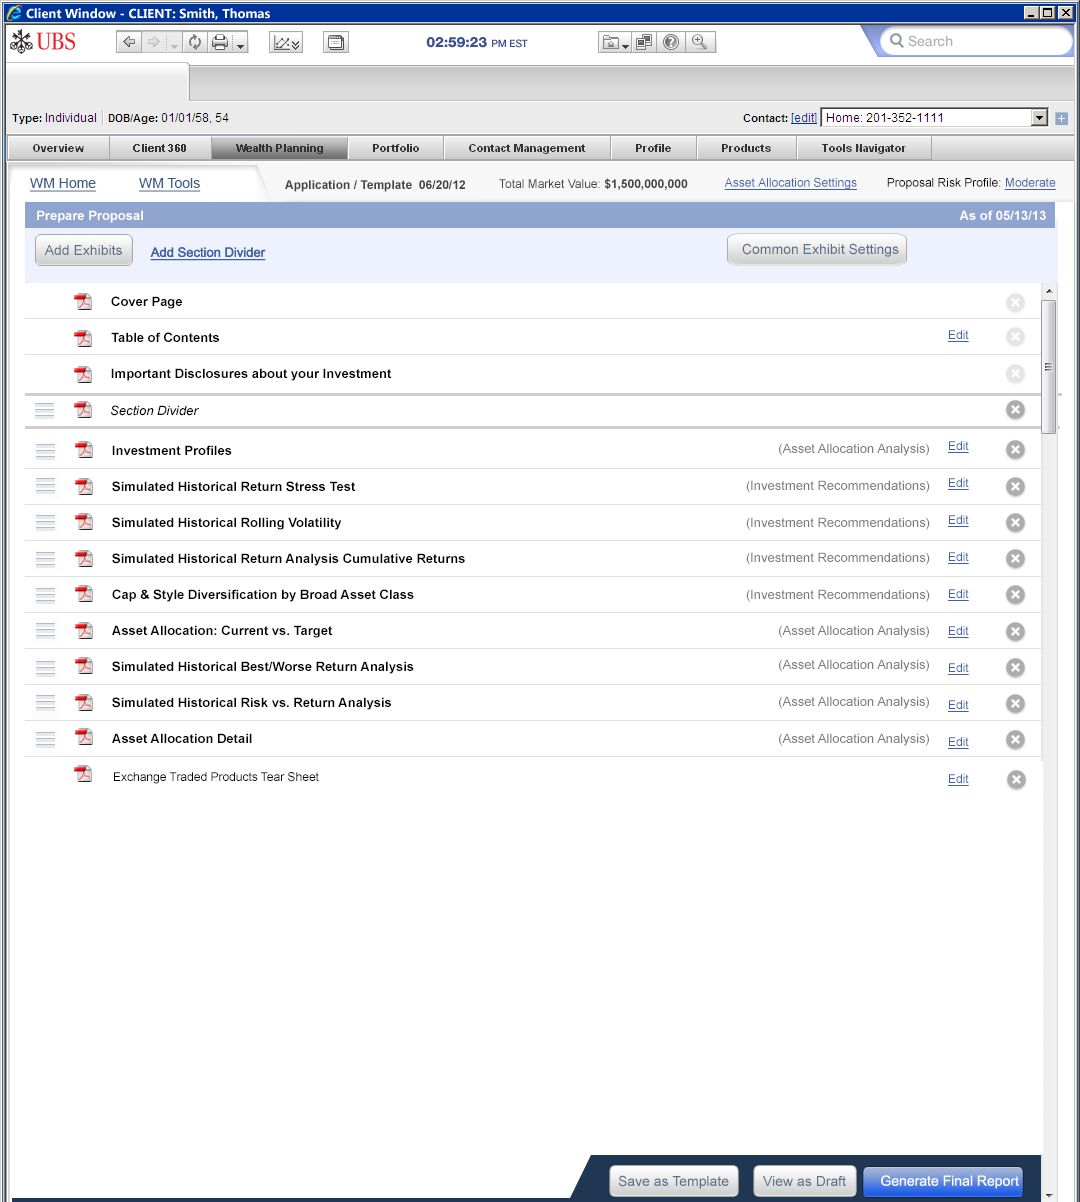 Client Window - CLIENT: Smith, Thomas
UBS
02:59:23 PM EST
Search
Type: Individual DOB/Age: 01/01/58, 54
Contact: [edit] Home: 201-352-1111
Overview Client 360 Wealth Planning Portfolio Contact Management Profile Products Tools Navigator
WM Home WM Tools Application / Template 06/20/12 Total Market Value: $1,500,000,000 Asset Allocation Settings Proposal Risk Profile: Moderate
Prepare Proposal As of 05/13/13
Add Exhibits Add Section Divider Common Exhibit Settings
Cover Page
Table of Contents Edit
Important Disclosures about your Investment
Section Divider
Investment Profiles (Asset Allocation Analysis) Edit
Simulated Historical Return Stress Test (Investment Recommendations) Edit
Simulated Historical Rolling Volatility (Investment Recommendations) Edit
Simulated Historical Return Analysis Cumulative Returns (Investment Recommendations) Edit
Cap & Style Diversification by Broad Asset Class (Investment Recommendations) Edit
Asset Allocation: Current vs. Target (Asset Allocation Analysis) Edit
Simulated Historical Best/Worse Return Analysis (Asset Allocation Analysis) Edit
Simulated Historical Risk vs. Return Analysis (Asset Allocation Analysis) Edit
Asset Allocation Detail (Asset Allocation Analysis) Edit
Exchange Traded Products Tear Sheet Edit
Save as Template View as Draft Generate Final Report